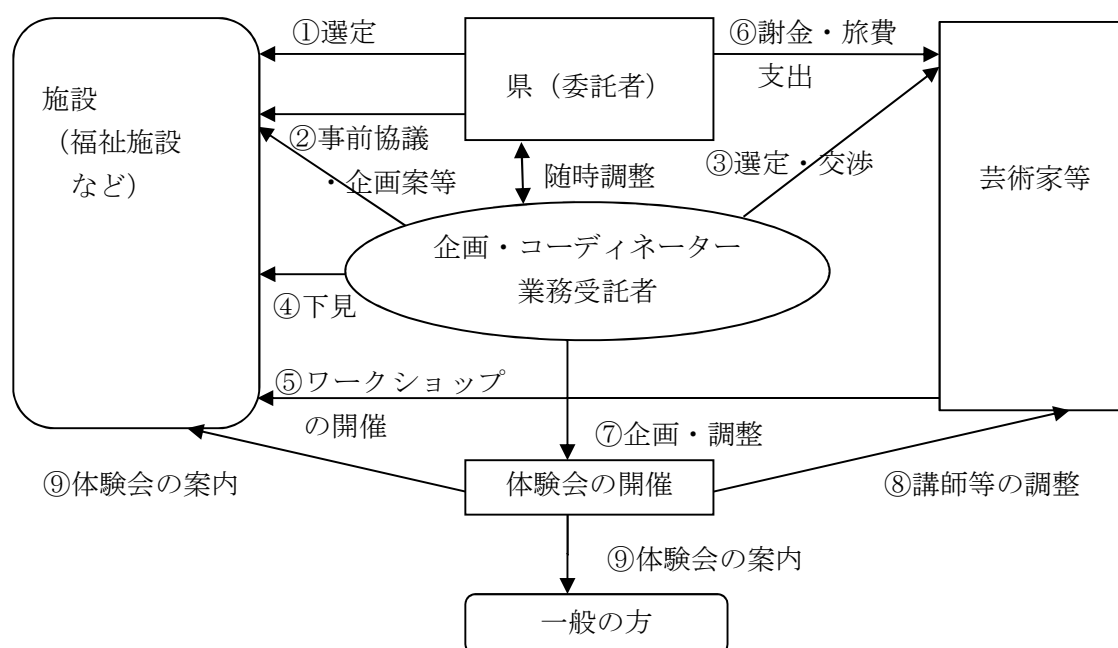 ①選定
⑥謝金・旅費
支出
県（委託者）
施設
（福祉施設
など）
②事前協議
・企画案等
随時調整
③選定・交渉
芸術家等
企画・コーディネーター
業務受託者
④下見
⑤ワークショップ
の開催
⑦企画・調整
⑨体験会の案内
体験会の開催
⑧講師等の調整
⑨体験会の案内
一般の方